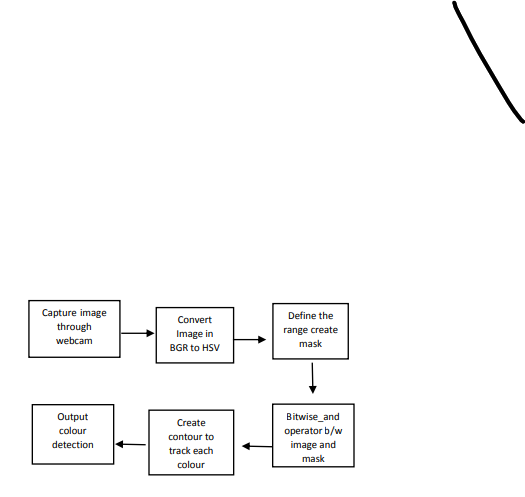 Capture image
through
webcam
Convert
Image in
BGR to HSV
Define the
range create
mask
Bitwise_and
operator b/w
image and
mask
Create
contour to
track each
colour
Output
colour
detection